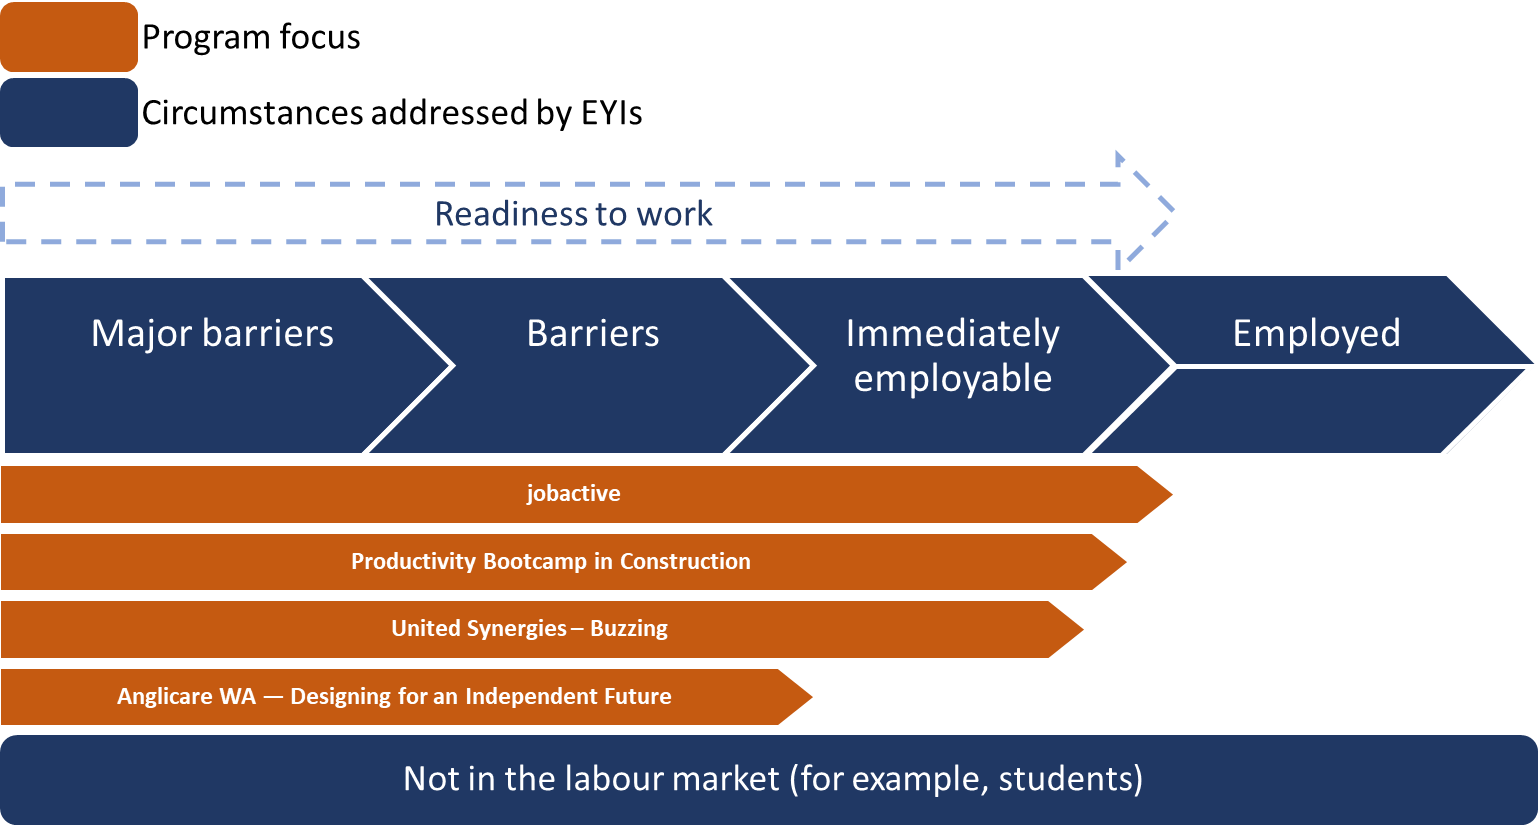 Program focus
Circumstances addressed by EYIs
Readiness to work
Major barriers
Barriers
Immediately
employable
Employed
jobactive
Productivity Bootcamp in Construction
United Synergies – Buzzing
Anglicare WA — Designing for an Independent Future
Not in the labour market (for example, students)